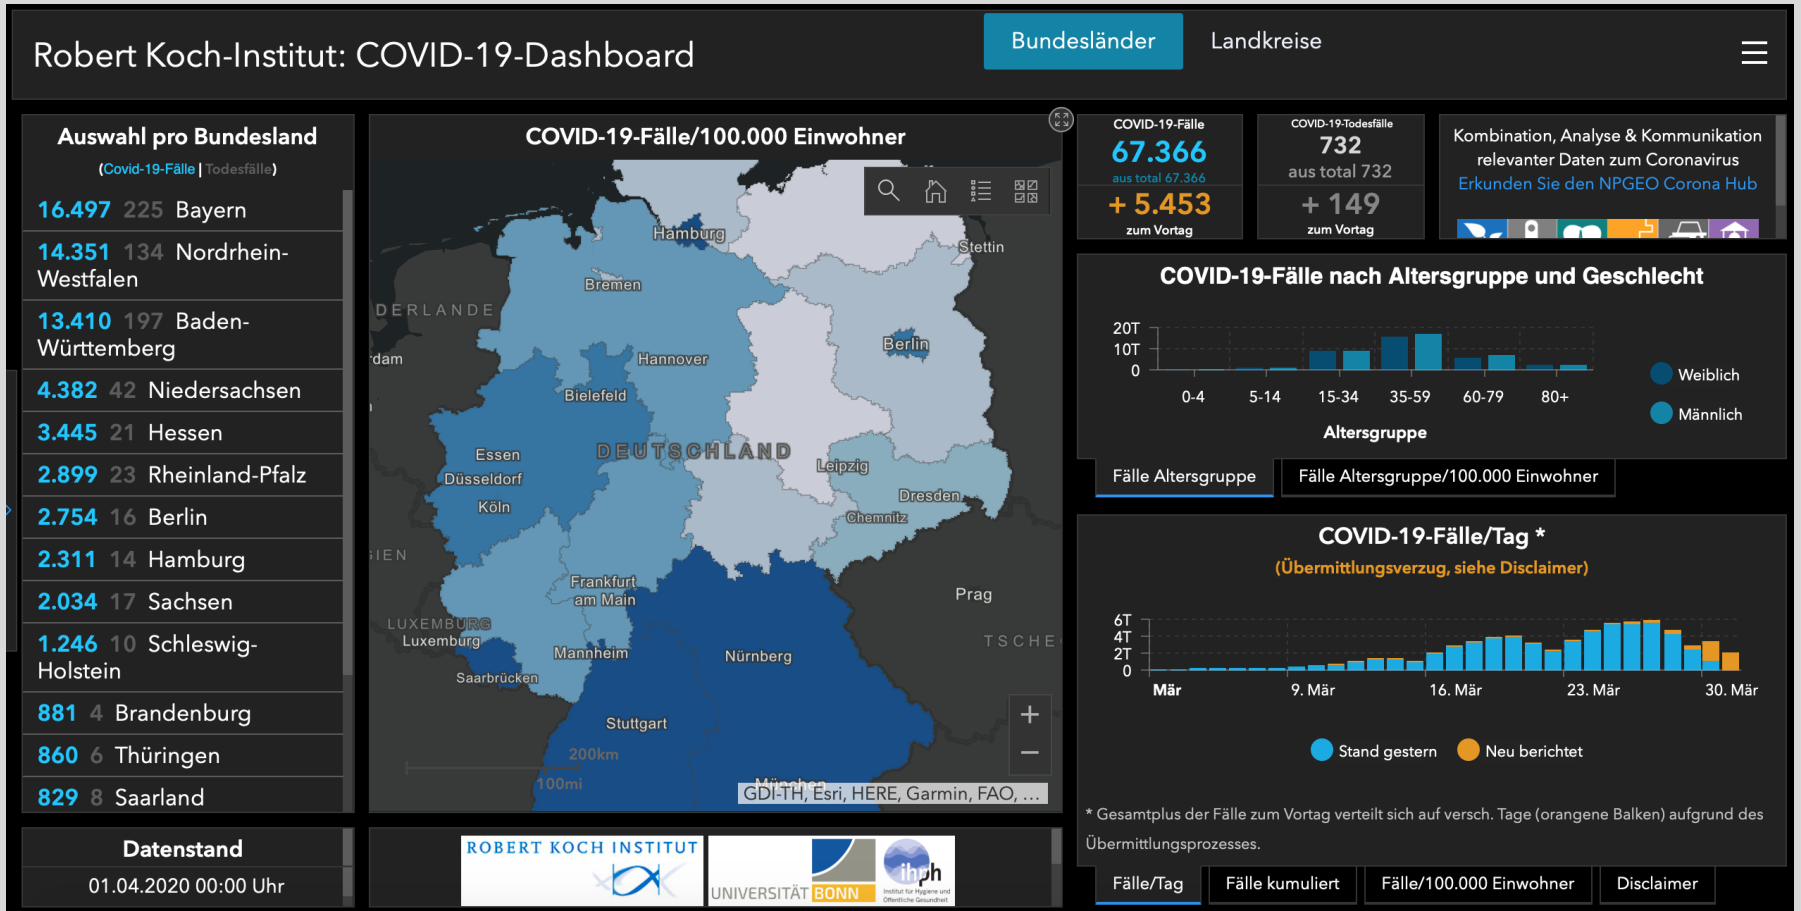 Robert Koch-Institut: COVID-19-Dashboard
Bundesländer
Landkreise
Auswahl pro Bundesland
(Covid-19-Fälle | Todesfälle)
16.497 225 Bayern
14.351 134 Nordrhein-
Westfalen
13.410 197 Baden-
Württemberg
4.382 42 Niedersachsen
3.445 21 Hessen
2.899 23 Rheinland-Pfalz
2.754 16 Berlin
2.311 14 Hamburg
2.034 17 Sachsen
1.246 10 Schleswig-
Holstein
881 4 Brandenburg
860 6 Thüringen
829 8 Saarland
Datenstand
01.04.2020 00:00 Uhr
COVID-19-Fälle/100.000 Einwohner
Hamburg
Stettin
Bremen
DERLANDE
Berlin
dam
Hannover
Bielefeld
DEUTSCHLAND
Essen
Düsseldorf
Leipzig
Köln
Dresden
Chemnitz
IEN
Frankfurt
am Main
Prag
LUXEMBURG
Luxemburg
TSCHE
Mannheim
Nürnberg
Saarbrücken
Stuttgart
200km
100mi
München
+
−
GDI-TH, Esri, HERE, Garmin, FAO, ...
ROBERT KOCH INSTITUT
UNIVERSITÄT BONN
ihph
Institut für Hygiene und
Öffentliche Gesundheit
COVID-19-Fälle
67.366
aus total 67.366
+ 5.453
zum Vortag
COVID-19-Todesfälle
732
aus total 732
+ 149
zum Vortag
Kombination, Analyse & Kommunikation
relevanter Daten zum Coronavirus
Erkunden Sie den NPGEO Corona Hub
COVID-19-Fälle nach Altersgruppe und Geschlecht
20T
10T
0
0-4 5-14 15-34 35-59 60-79 80+
Altersgruppe
Weiblich
Männlich
Fälle Altersgruppe
Fälle Altersgruppe/100.000 Einwohner
COVID-19-Fälle/Tag *
(Übermittlungsverzug, siehe Disclaimer)
6T
4T
2T
0
Mär 9. Mär 16. Mär 23. Mär 30. Mär
Stand gestern
Neu berichtet
* Gesamtplus der Fälle zum Vortag verteilt sich auf versch. Tage (orangene Balken) aufgrund des
Übermittlungsprozesses.
Fälle/Tag
Fälle kumuliert
Fälle/100.000 Einwohner
Disclaimer